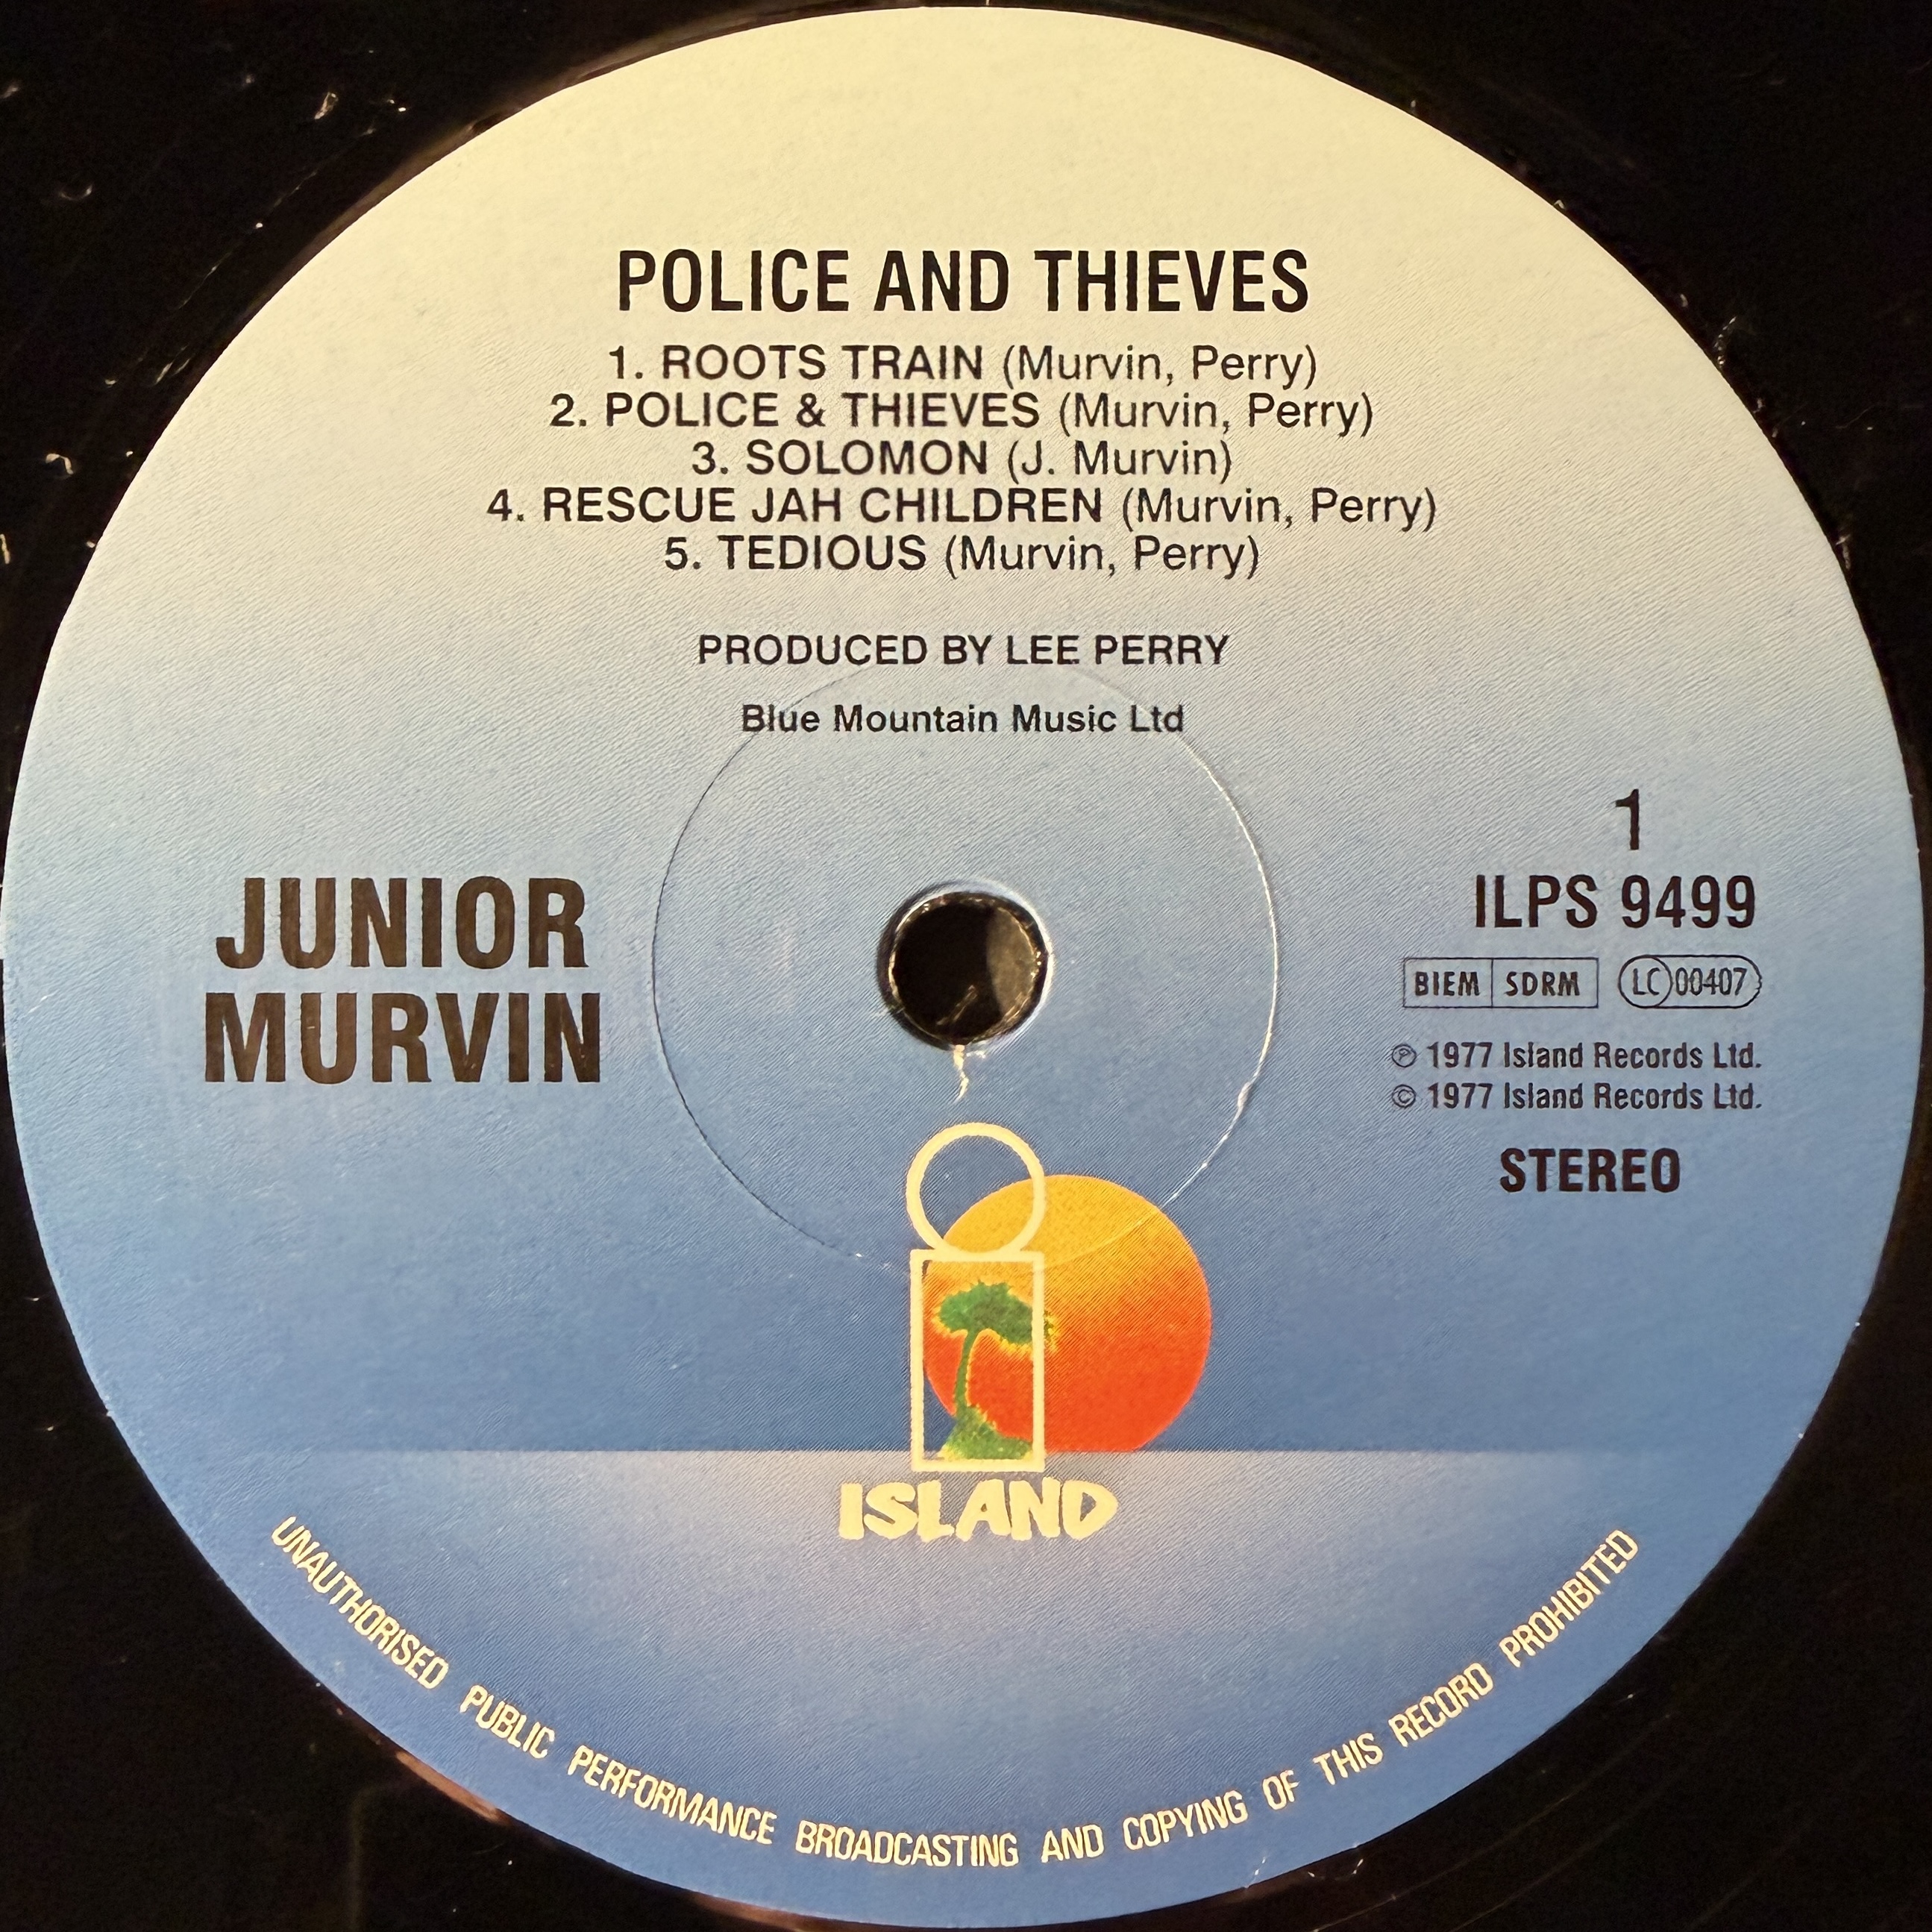 POLICE AND THIEVES
1. ROOTS TRAIN (Murvin, Perry)
2. POLICE & THIEVES (Murvin, Perry)
3. SOLOMON (J. Murvin)
4. RESCUE JAH CHILDREN (Murvin, Perry)
5. TEDIOUS (Murvin, Perry)
PRODUCED BY LEE PERRY
Blue Mountain Music Ltd
JUNIOR
MURVIN
1
ILPS 9499
BIEM SDRM LC 00407
℗ 1977 Island Records Ltd.
© 1977 Island Records Ltd.
STEREO
ISLAND
UNAUTHORISED PUBLIC PERFORMANCE BROADCASTING AND COPYING OF THIS RECORD PROHIBITED